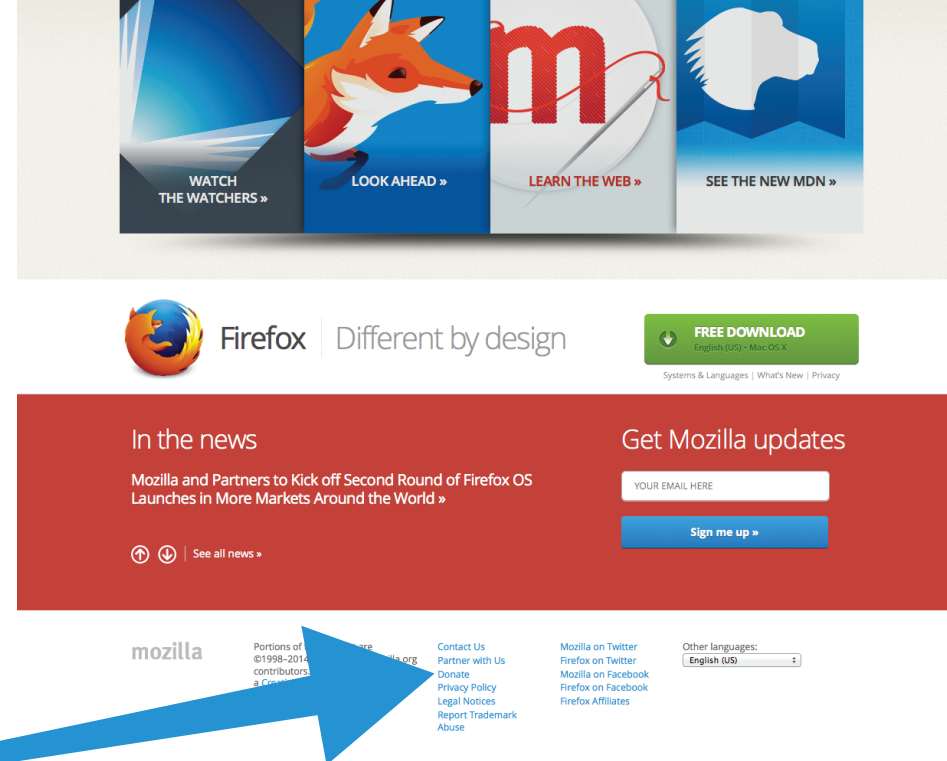 WATCH
THE WATCHERS »
LOOK AHEAD »
m
LEARN THE WEB »
SEE THE NEW MDN »
Firefox
Different by design
FREE DOWNLOAD
English (US) • Mac OS X
Systems & Languages | What's New | Privacy
In the news
Mozilla and Partners to Kick off Second Round of Firefox OS
Launches in More Markets Around the World »
See all news »
Get Mozilla updates
YOUR EMAIL HERE
Sign me up »
mozilla
Portions of are
©1998–2014 .org
contributors.
a
Contact Us
Partner with Us
Donate
Privacy Policy
Legal Notices
Report Trademark
Abuse
Mozilla on Twitter
Firefox on Twitter
Mozilla on Facebook
Firefox on Facebook
Firefox Affiliates
Other languages:
English (US)